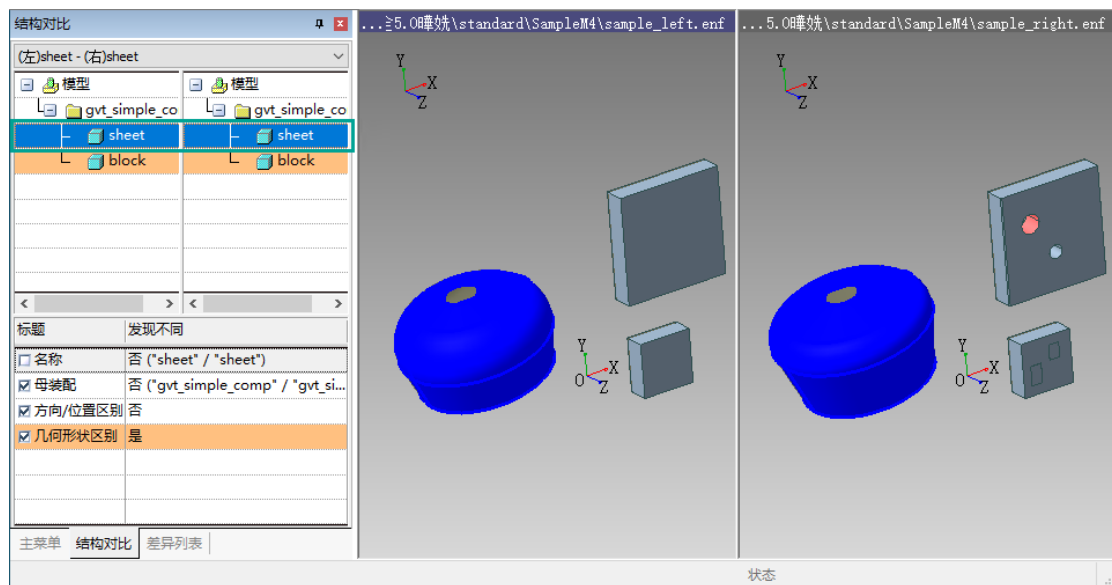 结构对比
(左)sheet - (右)sheet
模型
模型
gvt_simple_co
gvt_simple_co
sheet
sheet
block
block
标题 发现不同
名称 否 ("sheet" / "sheet")
母装配 否 ("gvt_simple_comp" / "gvt_si...
方向/位置区别 否
几何形状区别 是
主菜单 结构对比 差异列表
...≧5.0曄姺\standard\SampleM4\sample_left.enf
...5.0曄姺\standard\SampleM4\sample_right.enf
Y
X
Z
Y
X
Z
Y
X
O
Z
Y
X
O
Z
状态